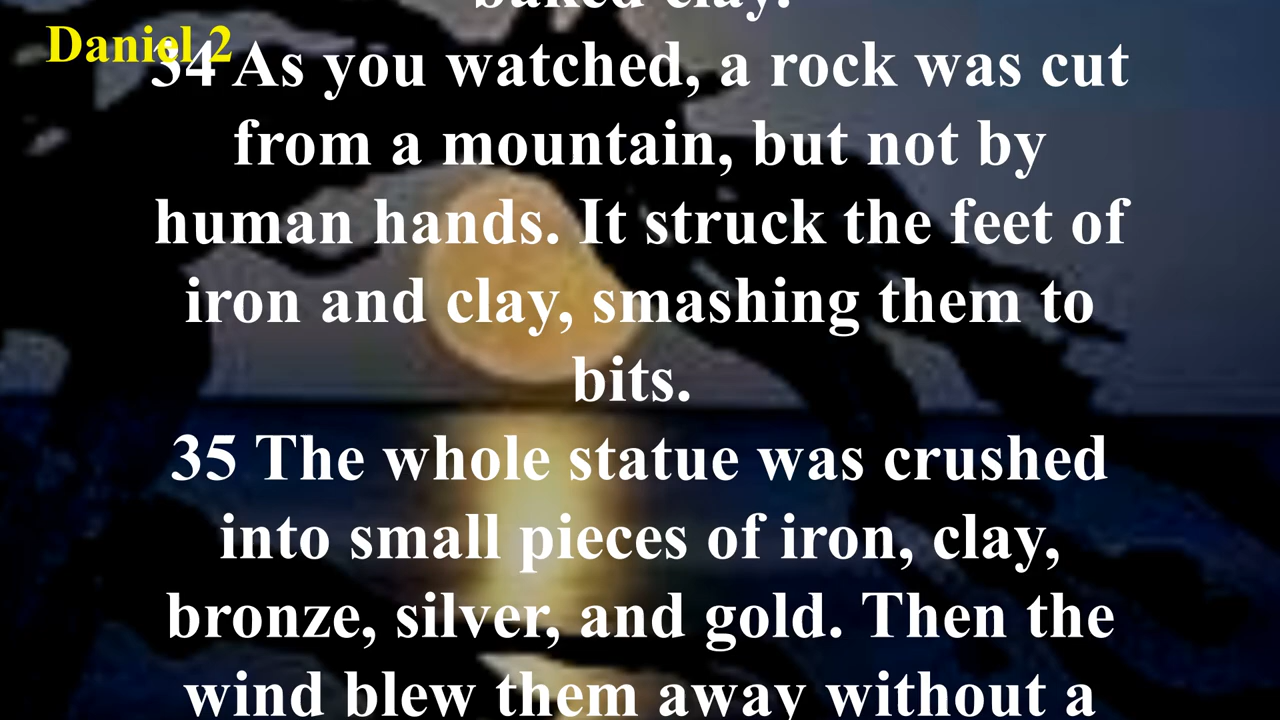 baked clay.
Daniel 2
34 As you watched, a rock was cut
from a mountain, but not by
human hands. It struck the feet of
iron and clay, smashing them to
bits.
35 The whole statue was crushed
into small pieces of iron, clay,
bronze, silver, and gold. Then the
wind blew them away without a